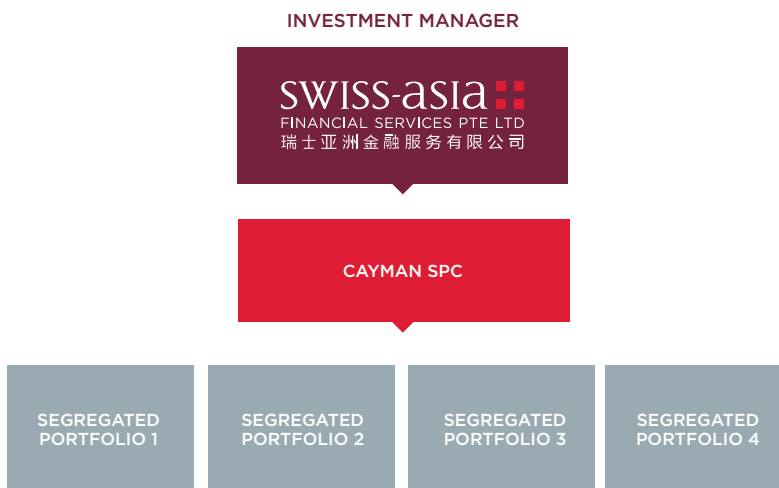 INVESTMENT MANAGER
SWISS-ASIA
FINANCIAL SERVICES PTE LTD
瑞士亚洲金融服务有限公司
CAYMAN SPC
SEGREGATED
PORTFOLIO 1
SEGREGATED
PORTFOLIO 2
SEGREGATED
PORTFOLIO 3
SEGREGATED
PORTFOLIO 4